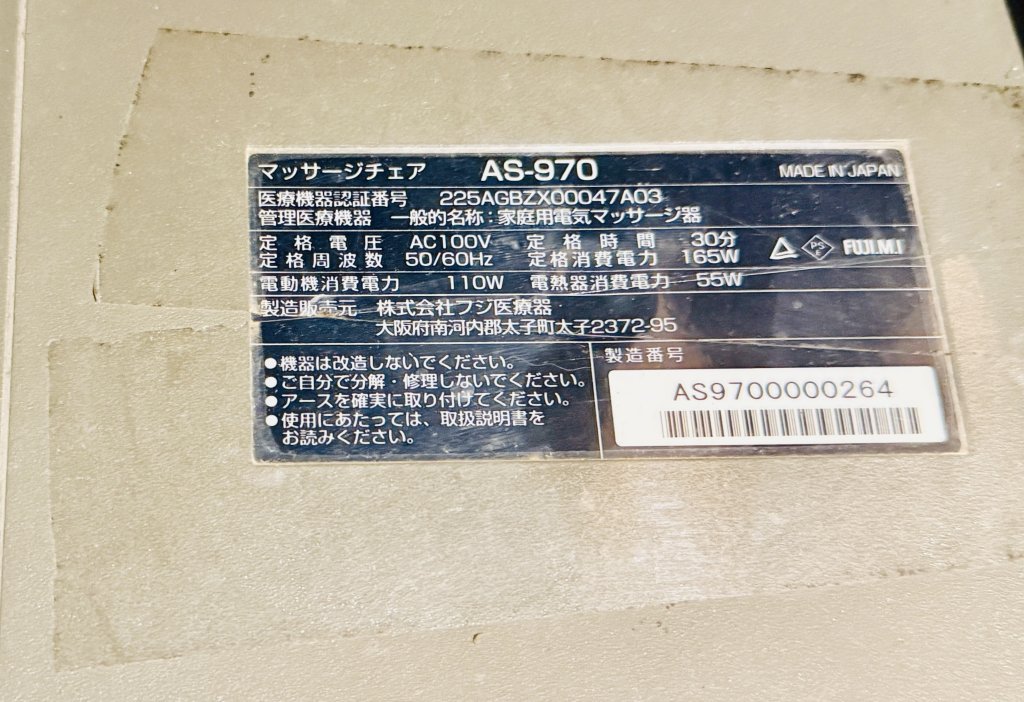 マッサージチェア AS-970 MADE IN JAPAN
医療機器認証番号 225AGBZX00047A03
管理医療機器 一般的名称:家庭用電気マッサージ器
定格電圧 AC100V 定格時間 30分
定格周波数 50/60Hz 定格消費電力 165W
PS E FUJI.M.I
電動機消費電力 110W 電熱器消費電力 55W
製造販売元 株式会社フジ医療器
大阪府南河内郡太子町太子2372-95
●機器は改造しないでください。
●ご自分で分解・修理しないでください。
●アースを確実に取り付けてください。
●使用にあたっては、取扱説明書を
お読みください。
製造番号
AS9700000264